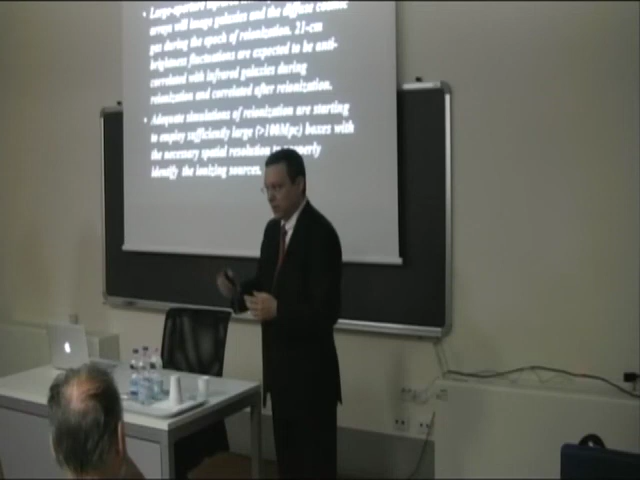 • Large-aperture
arrays will image galaxies and the diffuse cosmic
gas during the epoch of reionization. 21-cm
brightness fluctuations are expected to be anti-
correlated with infrared galaxies during
reionization and correlated after reionization.
• Adequate simulations of reionization are starting
to employ sufficiently large (>100Mpc) boxes with
the necessary spatial resolution to properly
identify the ionizing sources.